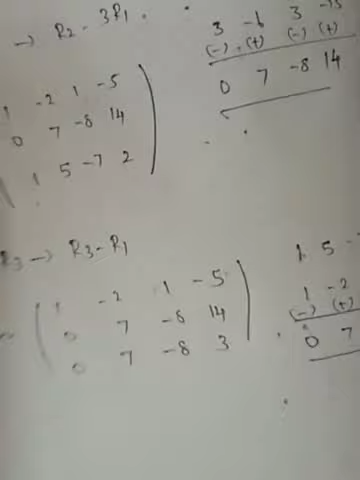 → R2 - 3R1 .
3 -6 3 -15
(-) (+) (-) (+)
0 7 -8 14
1 -2 1 -5
0 7 -8 14
1 5 -7 2
R3 → R3 - R1
1 5 -
1 -2
(-) (+)
0 7
1 -2 1 -5
0 7 -8 14
0 7 -8 3